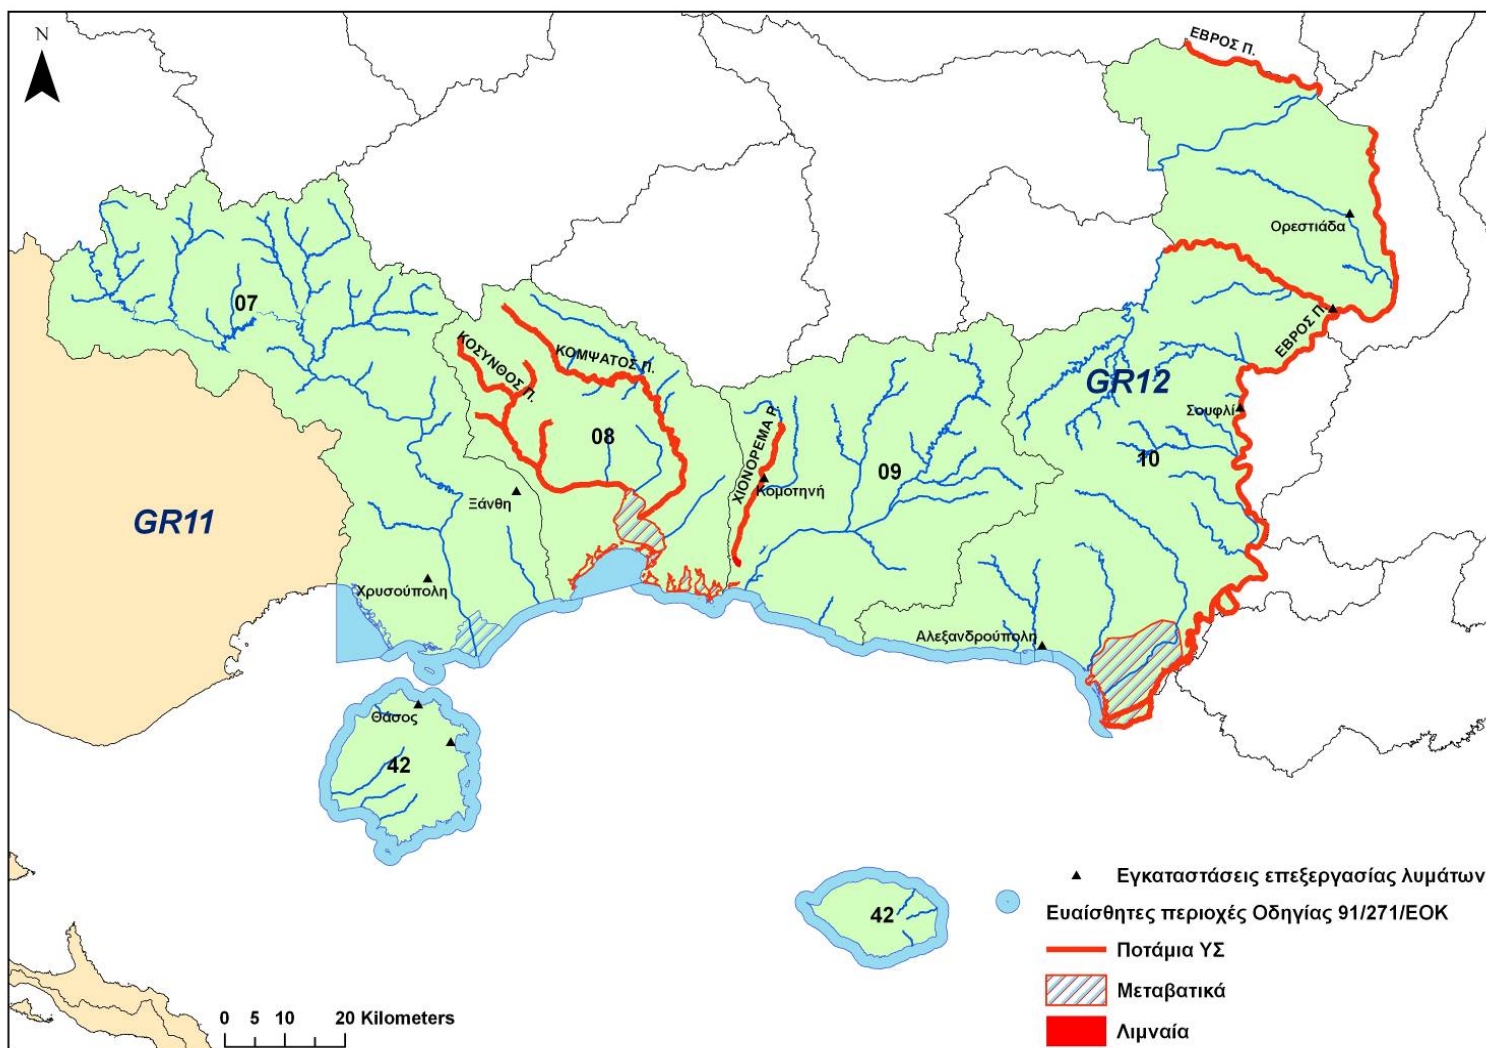 N
ΕΒΡΟΣ Π.
Ορεστιάδα
07
ΚΟΣΥΝΘΟΣ Π.
ΚΟΜΨΑΤΟΣ Π.
ΕΒΡΟΣ Π.
GR12
Σουφλί
08
ΧΙΟΝΟΡΕΜΑ Ρ.
09
10
Κομοτηνή
Ξάνθη
GR11
Χρυσούπολη
Αλεξανδρούπολη
Θάσος
42
42
Εγκαταστάσεις επεξεργασίας λυμάτων
Ευαίσθητες περιοχές Οδηγίας 91/271/ΕΟΚ
Ποτάμια ΥΣ
Μεταβατικά
Λιμναία
0 5 10 20 Kilometers